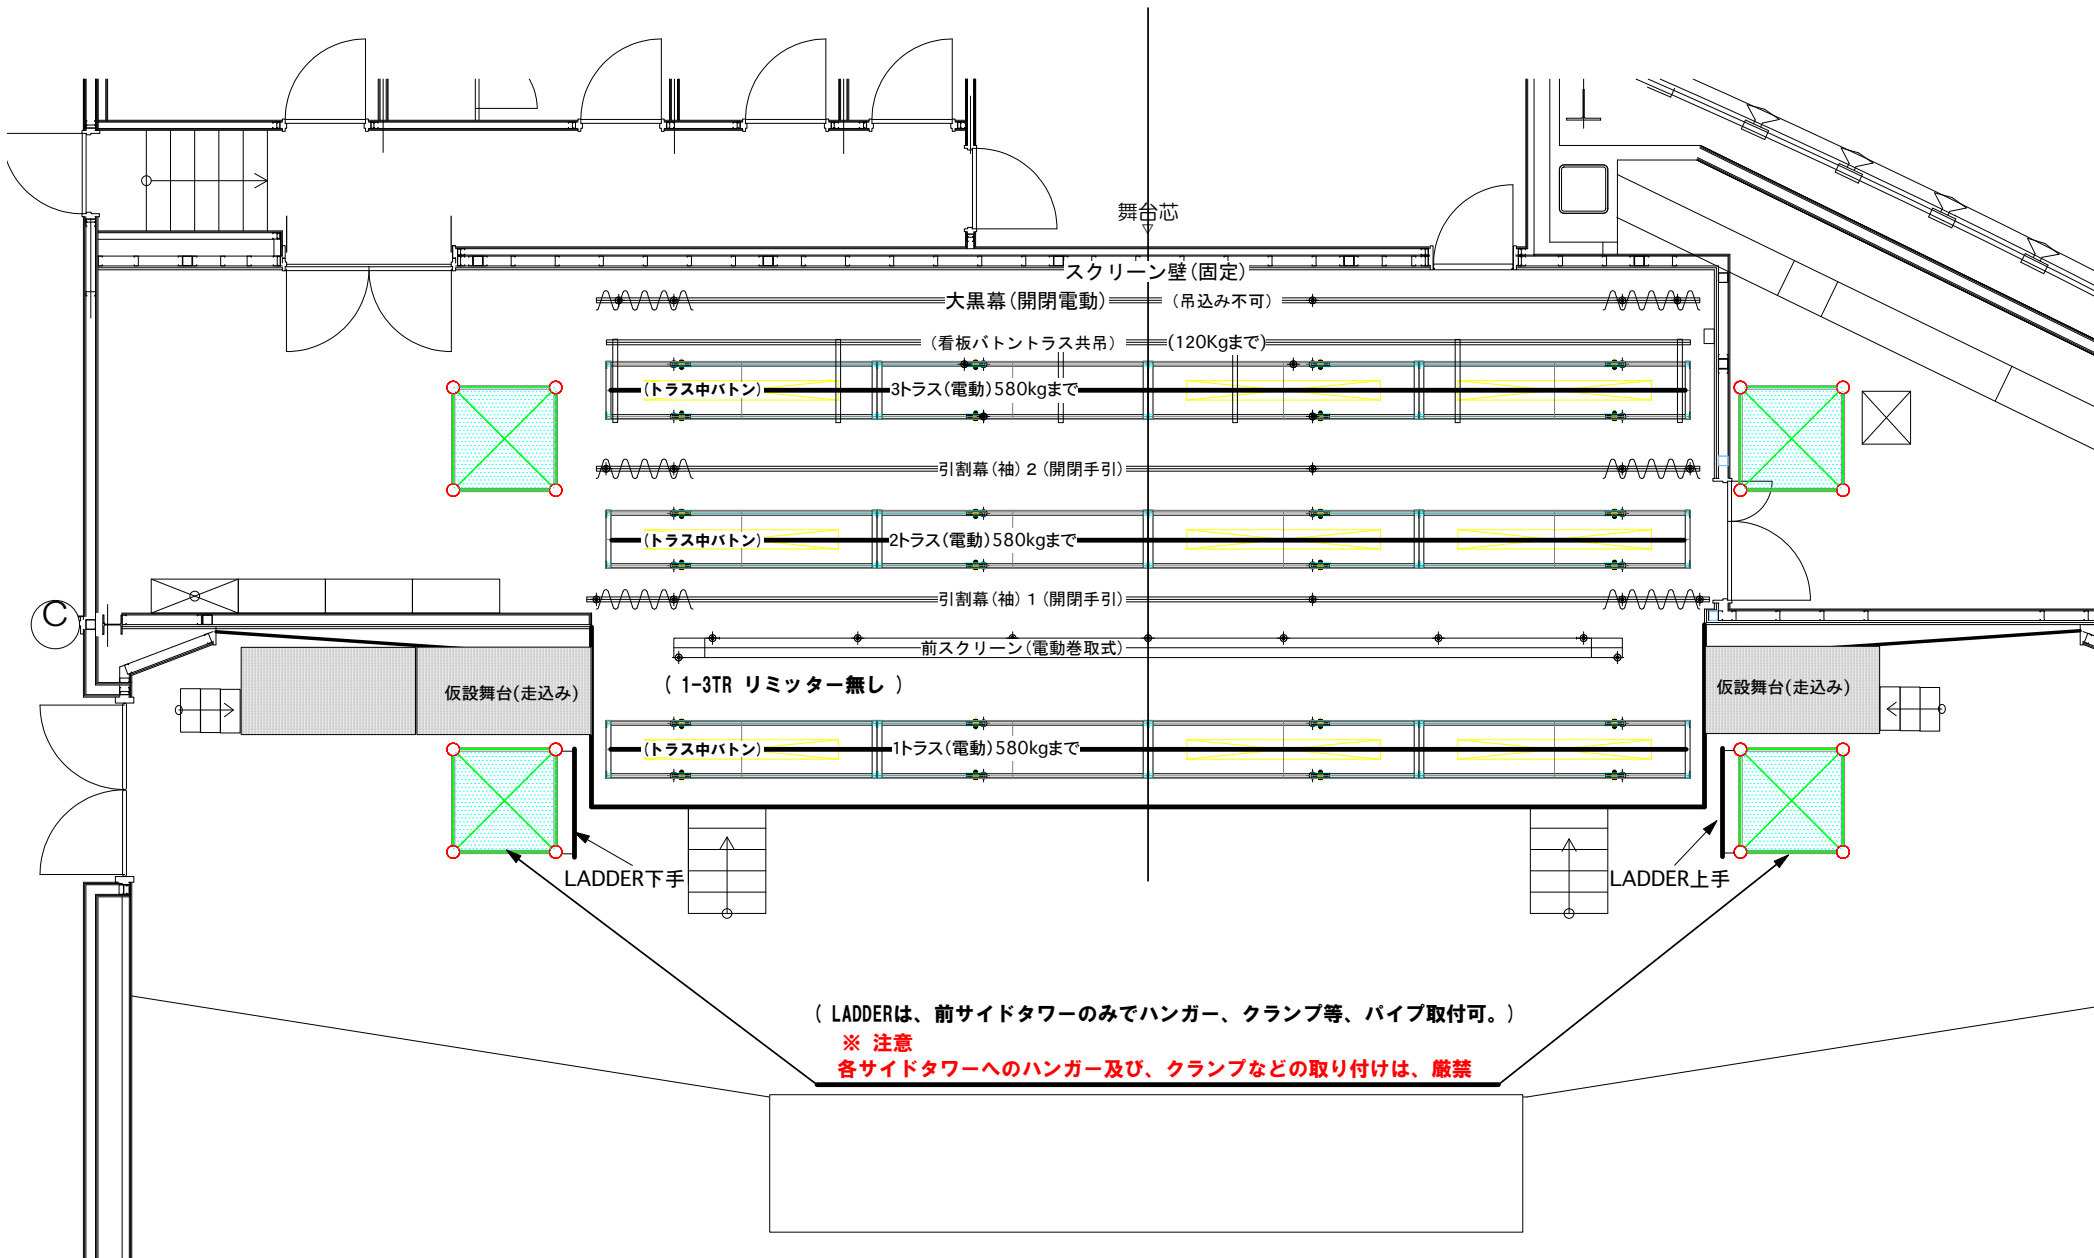 舞台芯
スクリーン壁(固定)
大黒幕(開閉電動)
(吊込み不可)
(看板バトントラス共吊)
(120Kgまで)
(トラス中バトン)
3トラス(電動)580kgまで
引割幕(袖) 2 (開閉手引)
(トラス中バトン)
2トラス(電動)580kgまで
引割幕(袖) 1 (開閉手引)
C
前スクリーン(電動巻取式)
( 1-3TR リミッター無し )
仮設舞台(走込み)
仮設舞台(走込み)
(トラス中バトン)
1トラス(電動)580kgまで
LADDER下手
LADDER上手
( LADDERは、前サイドタワーのみでハンガー、クランプ等、パイプ取付可。)
※ 注意
各サイドタワーへのハンガー及び、クランプなどの取り付けは、厳禁